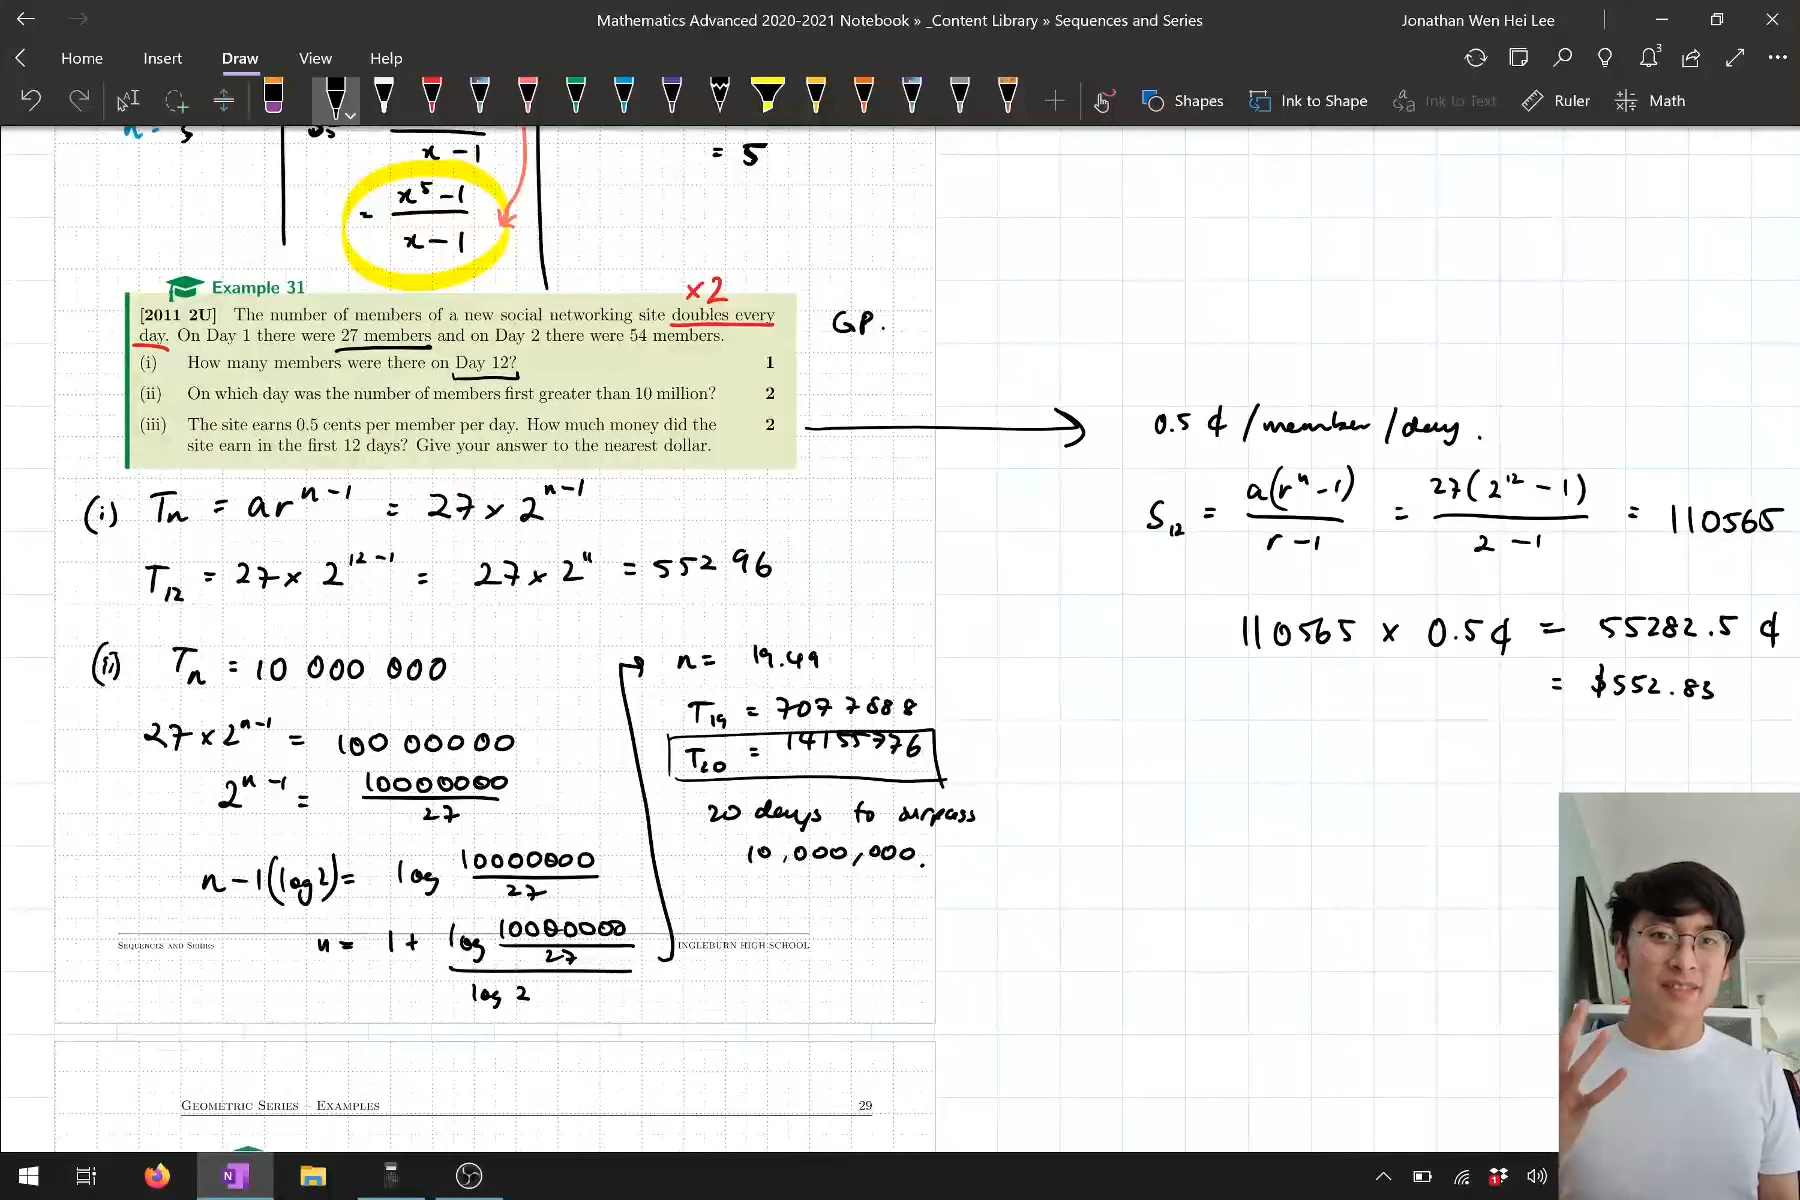 Mathematics Advanced 2020-2021 Notebook » _Content Library » Sequences and Series
Jonathan Wen Hei Lee
Home Insert Draw View Help
3
Shapes Ink to Shape Ink to Text Ruler Math
x - 1
= 5
= x⁵ - 1 / x - 1
Example 31
×2
[2011 2U] The number of members of a new social networking site doubles every
day. On Day 1 there were 27 members and on Day 2 there were 54 members.
GP.
(i) How many members were there on Day 12? 1
(ii) On which day was the number of members first greater than 10 million? 2
(iii) The site earns 0.5 cents per member per day. How much money did the 2
site earn in the first 12 days? Give your answer to the nearest dollar.
(i) Tₙ = arⁿ⁻¹ = 27 × 2ⁿ⁻¹
T₁₂ = 27 × 2¹²⁻¹ = 27 × 2¹¹ = 55296
(ii) Tₙ = 10 000 000
27 × 2ⁿ⁻¹ = 100 00000
2ⁿ⁻¹ = 10000000 / 27
n-1(log2) = log 10000000 / 27
n = 1 + log 10000000 / 27 / log 2
n = 19.49
T₁₉ = 7077888
T₂₀ = 14155776
20 days to surpass
10,000,000.
0.5 ¢ / member / day.
S₁₂ = a(rⁿ - 1) / r - 1 = 27(2¹² - 1) / 2 - 1 = 110565
110565 × 0.5¢ = 55282.5 ¢
= $552.83
Sequences and Series
INGLEBURN HIGH SCHOOL
Geometric Series – Examples 29
N
1